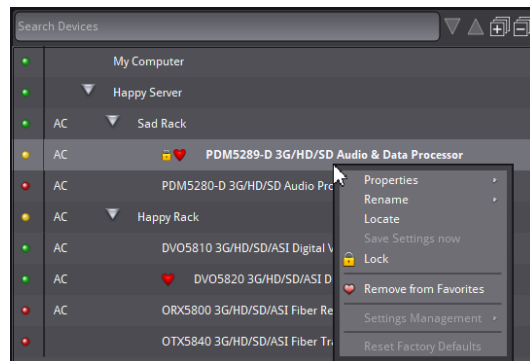 Search Devices
My Computer
Happy Server
AC Sad Rack
AC PDM5289-D 3G/HD/SD Audio & Data Processor
AC PDM5280-D 3G/HD/SD Audio Pro
AC Happy Rack
AC DVO5810 3G/HD/SD/ASI Digital V
AC DVO5820 3G/HD/SD/ASI D
AC ORX5800 3G/HD/SD/ASI Fiber Re
OTX5840 3G/HD/SD/ASI Fiber Tra
Properties
Rename
Locate
Save Settings now
Lock
Remove from Favorites
Settings Management
Reset Factory Defaults